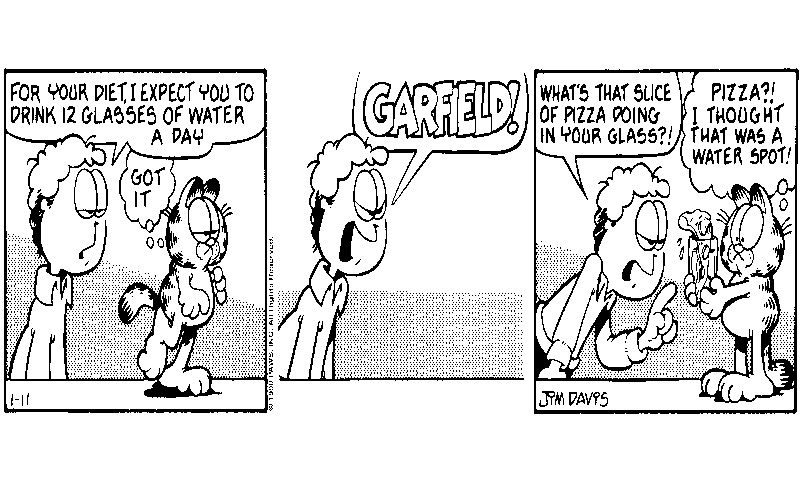 FOR YOUR DIET, I EXPECT YOU TO
DRINK 12 GLASSES OF WATER
A DAY
GOT
IT
1-11
GARFIELD!
WHAT'S THAT SLICE
OF PIZZA DOING
IN YOUR GLASS?!
PIZZA?!
I THOUGHT
THAT WAS A
WATER SPOT!
JIM DAVIS